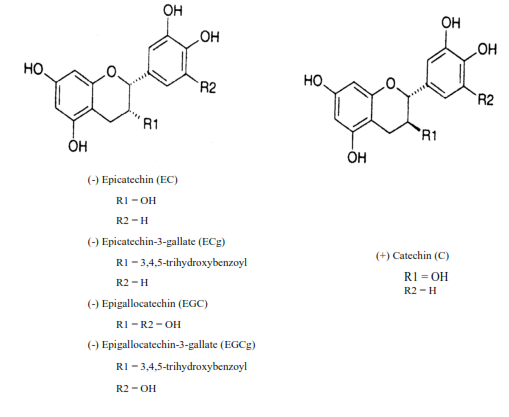 OH
OH
HO
O
R2
R1
OH
OH
OH
HO
O
R2
R1
OH
(-) Epicatechin (EC)
R1 – OH
R2 – H
(-) Epicatechin-3-gallate (ECg)
R1 – 3,4,5-trihydroxybenzoyl
R2 – H
(-) Epigallocatechin (EGC)
R1 – R2 – OH
(-) Epigallocatechin-3-gallate (EGCg)
R1 – 3,4,5-trihydroxybenzoyl
R2 – OH
(+) Catechin (C)
R1 = OH
R2 – H